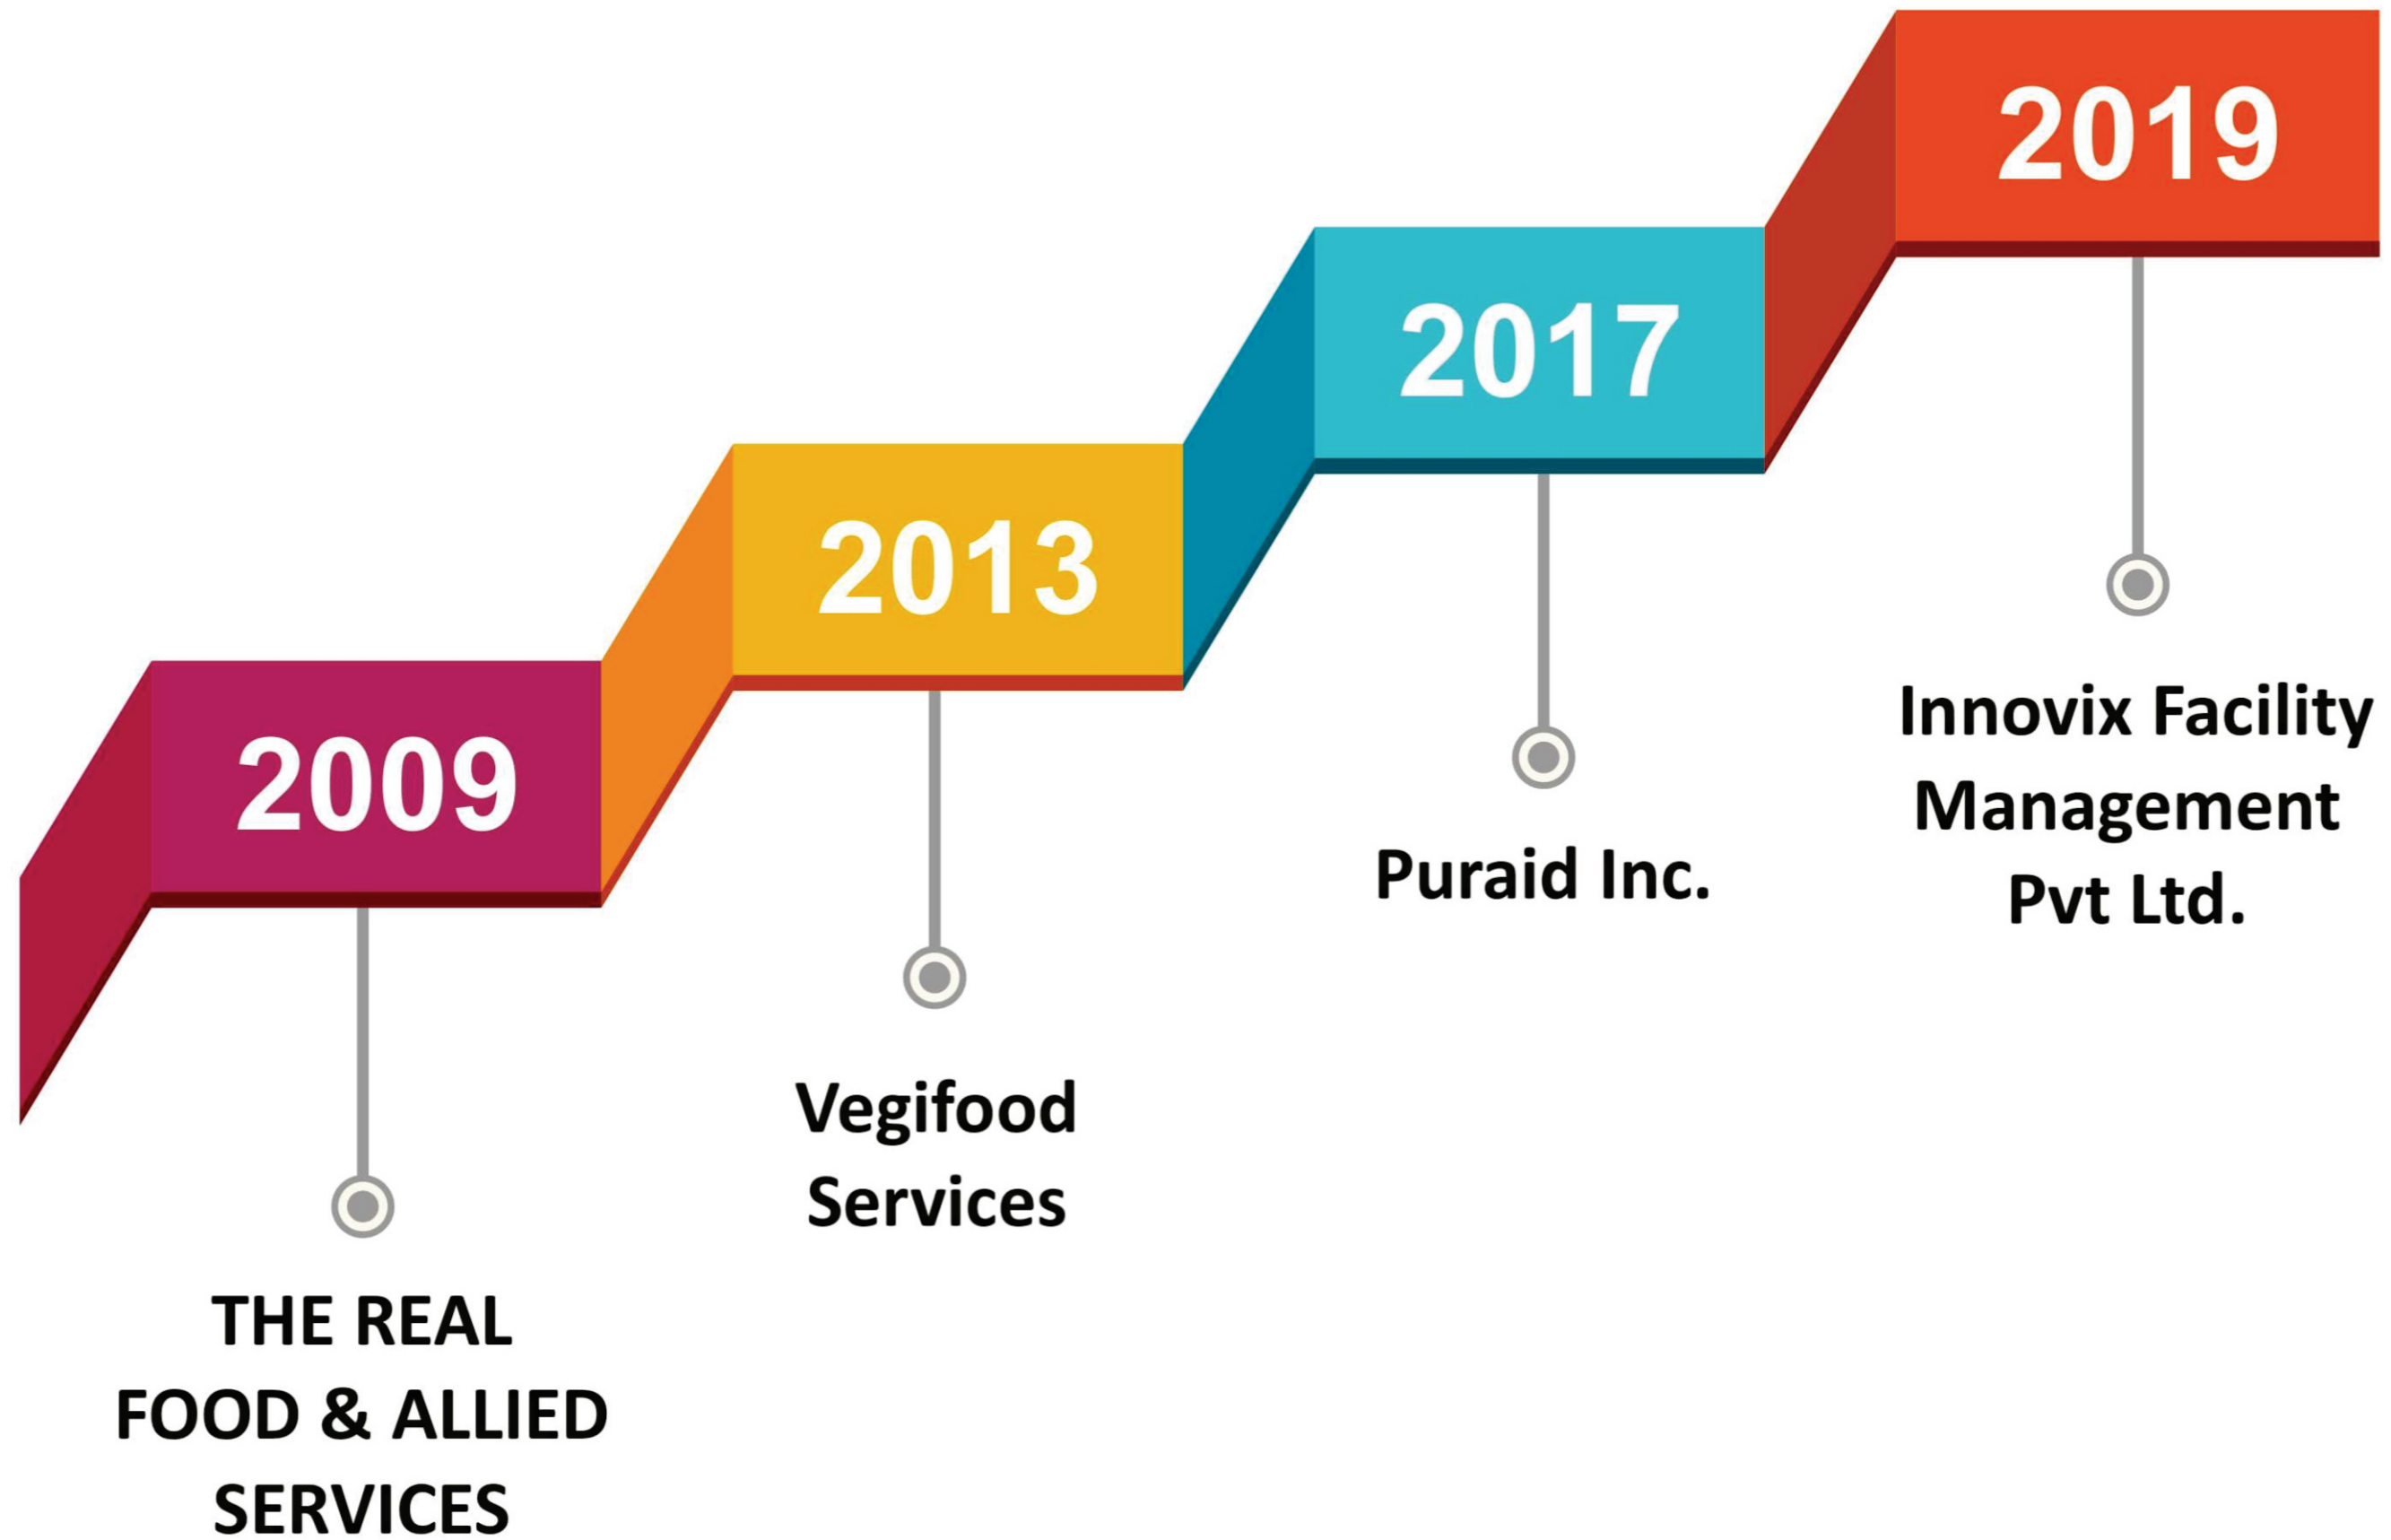 2009
THE REAL
FOOD & ALLIED
SERVICES
2013
Vegifood
Services
2017
Puraid Inc.
2019
Innovix Facility
Management
Pvt Ltd.